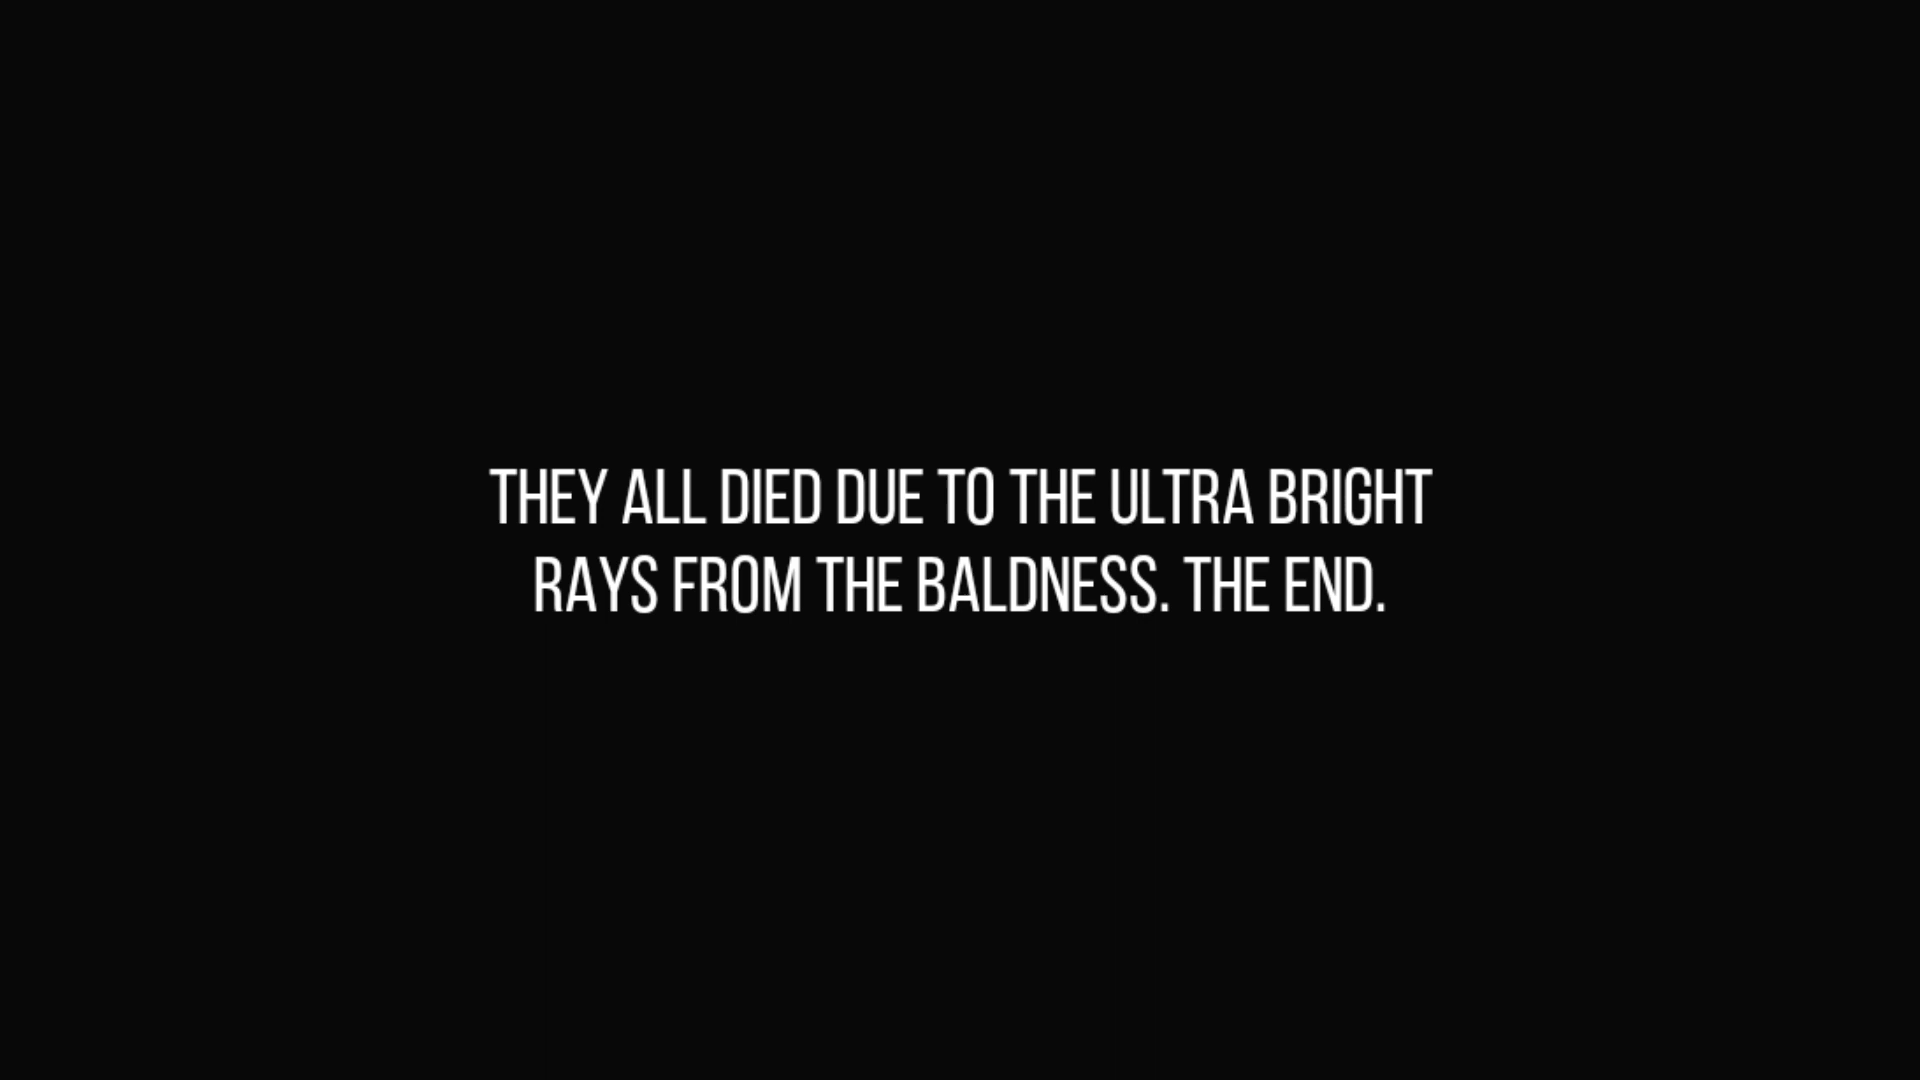 THEY ALL DIED DUE TO THE ULTRA BRIGHT
RAYS FROM THE BALDNESS. THE END.